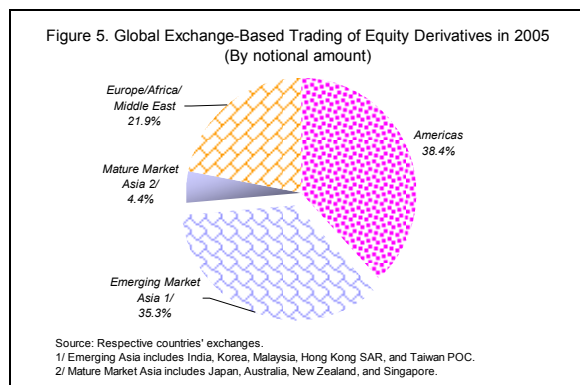 Figure 5. Global Exchange-Based Trading of Equity Derivatives in 2005
(By notional amount)
Europe/Africa/
Middle East
21.9%
Americas
38.4%
Mature Market
Asia 2/
4.4%
Emerging Market
Asia 1/
35.3%
Source: Respective countries' exchanges.
1/ Emerging Asia includes India, Korea, Malaysia, Hong Kong SAR, and Taiwan POC.
2/ Mature Market Asia includes Japan, Australia, New Zealand, and Singapore.